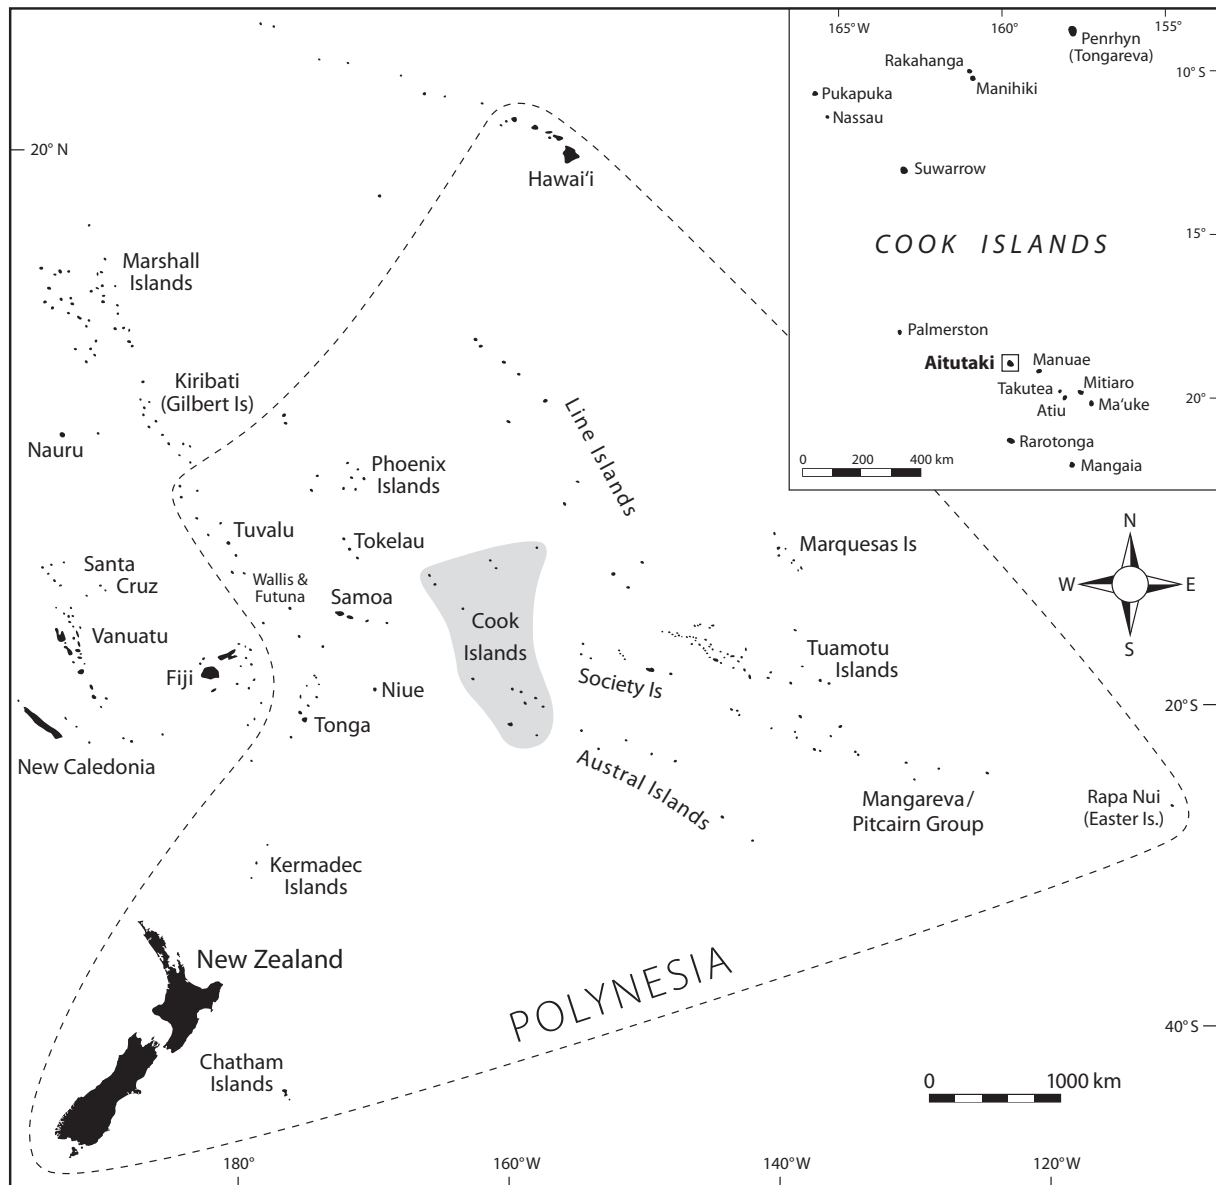 165° W
160°
155°
Penrhyn
(Tongareva)
Rakahanga
10° S
Manihiki
Pukapuka
Nassau
Suwarrow
COOK ISLANDS
15°
Palmerston
Aitutaki
Manuae
Takutea
Mitiaro
Atiu
Ma‘uke
20°
Rarotonga
0 200 400 km
Mangaia
20° N
Hawai‘i
Marshall
Islands
Kiribati
(Gilbert Is)
Nauru
Line Islands
Phoenix
Islands
Tuvalu
Tokelau
Marquesas Is
N
W
E
S
Santa
Cruz
Wallis &
Futuna
Samoa
Cook
Islands
Vanuatu
Fiji
Tuamotu
Islands
Society Is
Niue
Tonga
20° S
New Caledonia
Austral Islands
Mangareva/
Pitcairn Group
Rapa Nui
(Easter Is.)
Kermadec
Islands
New Zealand
POLYNESIA
40° S
Chatham
Islands
0 1000 km
180°
160°W
140°W
120°W